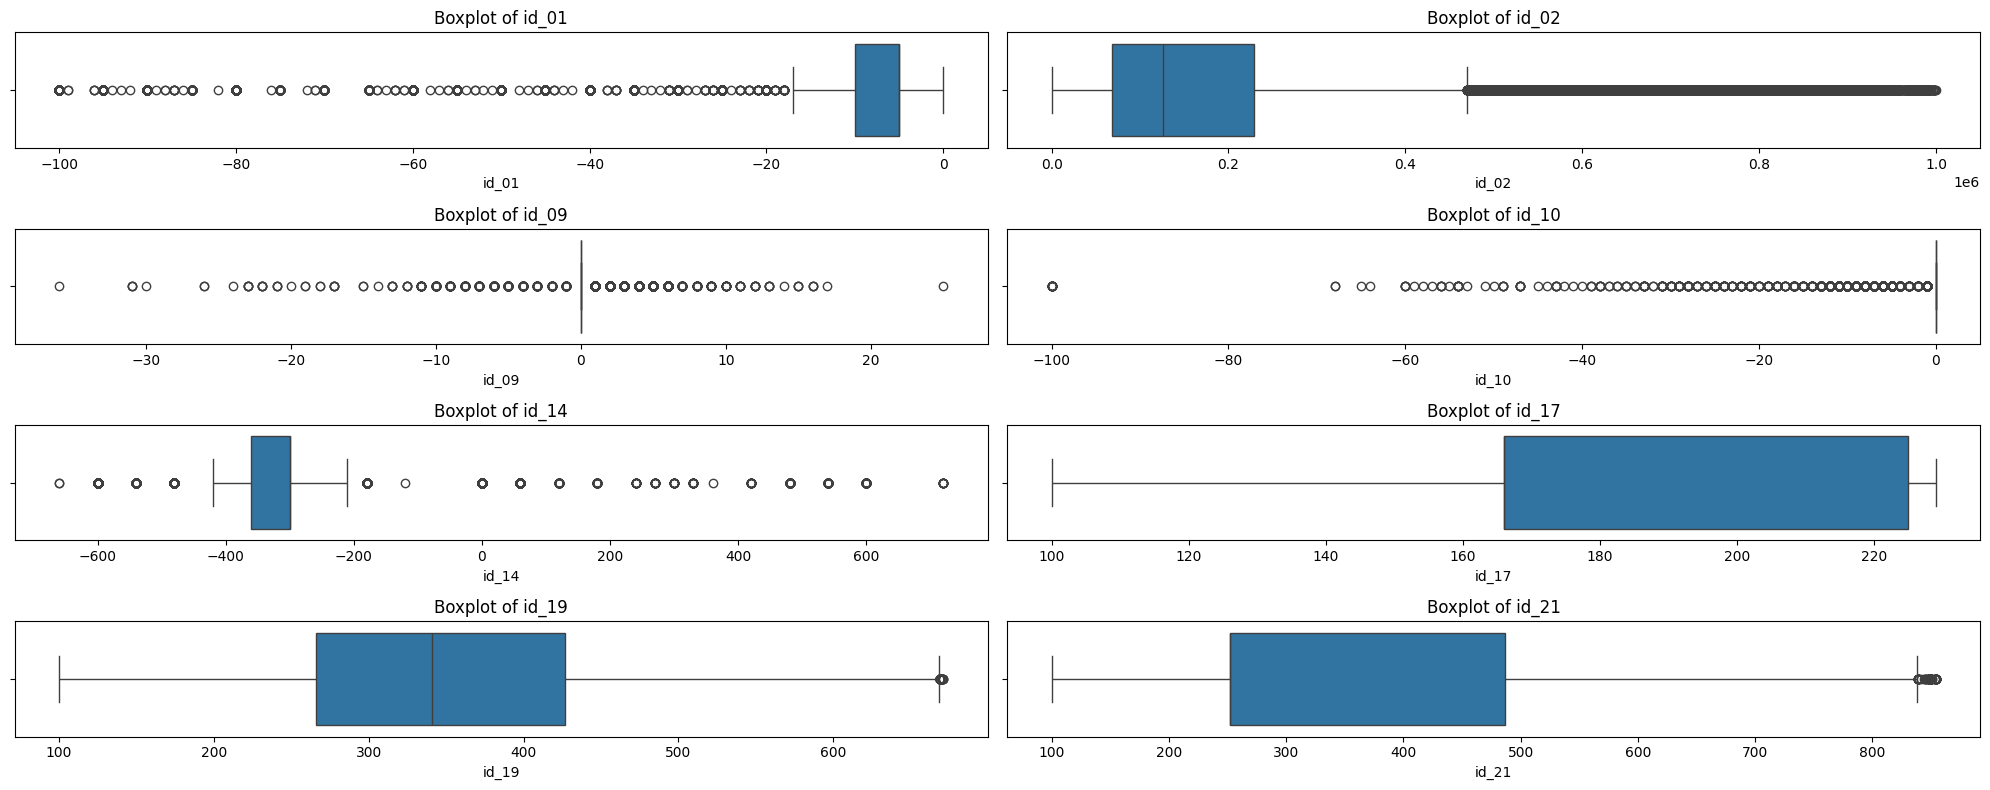 Boxplot of id_01
−100 −80 −60 −40 −20 0
id_01
Boxplot of id_02
0.0 0.2 0.4 0.6 0.8 1.0
1e6
id_02
Boxplot of id_09
−30 −20 −10 0 10 20
id_09
Boxplot of id_10
−100 −80 −60 −40 −20 0
id_10
Boxplot of id_14
−600 −400 −200 0 200 400 600
id_14
Boxplot of id_17
100 120 140 160 180 200 220
id_17
Boxplot of id_19
100 200 300 400 500 600
id_19
Boxplot of id_21
100 200 300 400 500 600 700 800
id_21